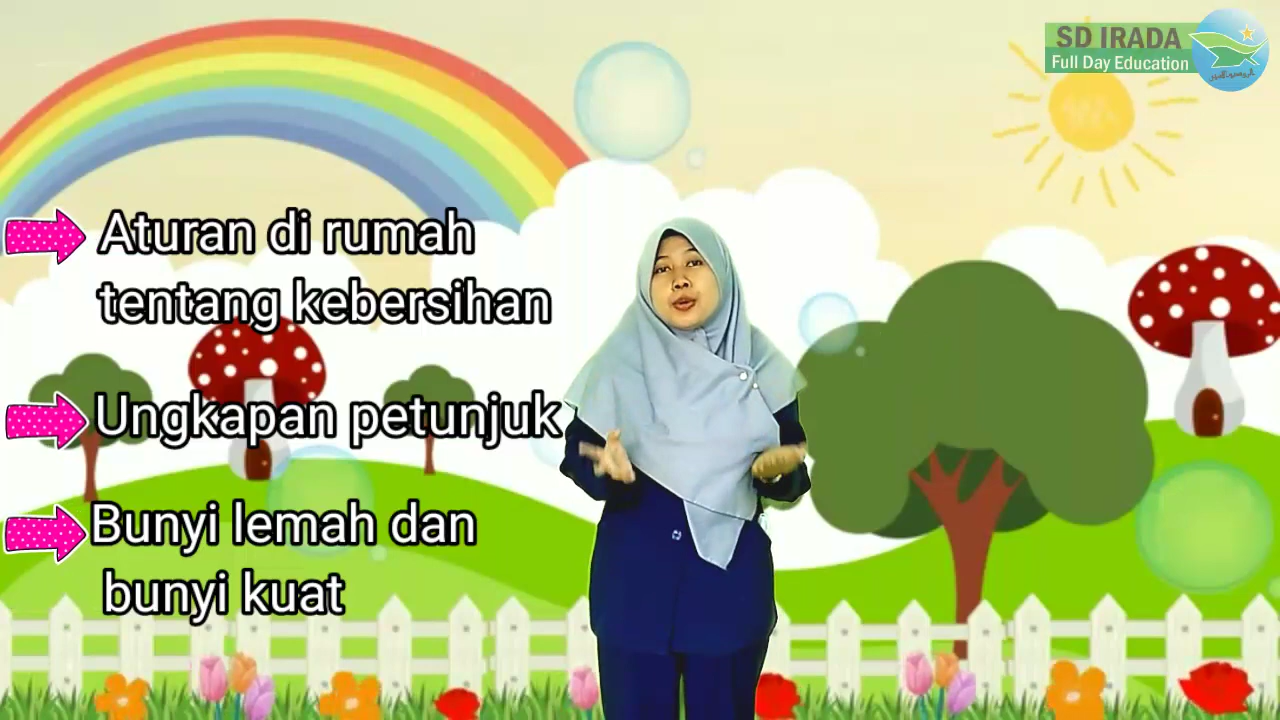 SD IRADA
Full Day Education
Aturan di rumah
tentang kebersihan
Ungkapan petunjuk
Bunyi lemah dan
bunyi kuat